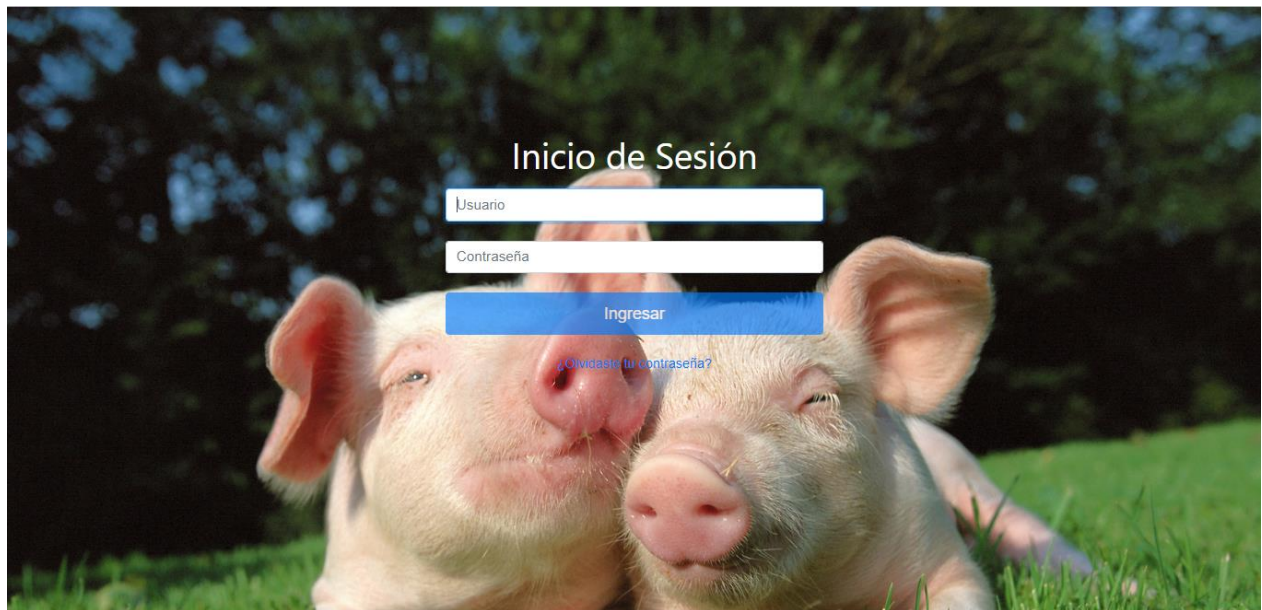 Inicio de Sesión
Usuario
Contraseña
Ingresar
¿Olvidaste tu contraseña?